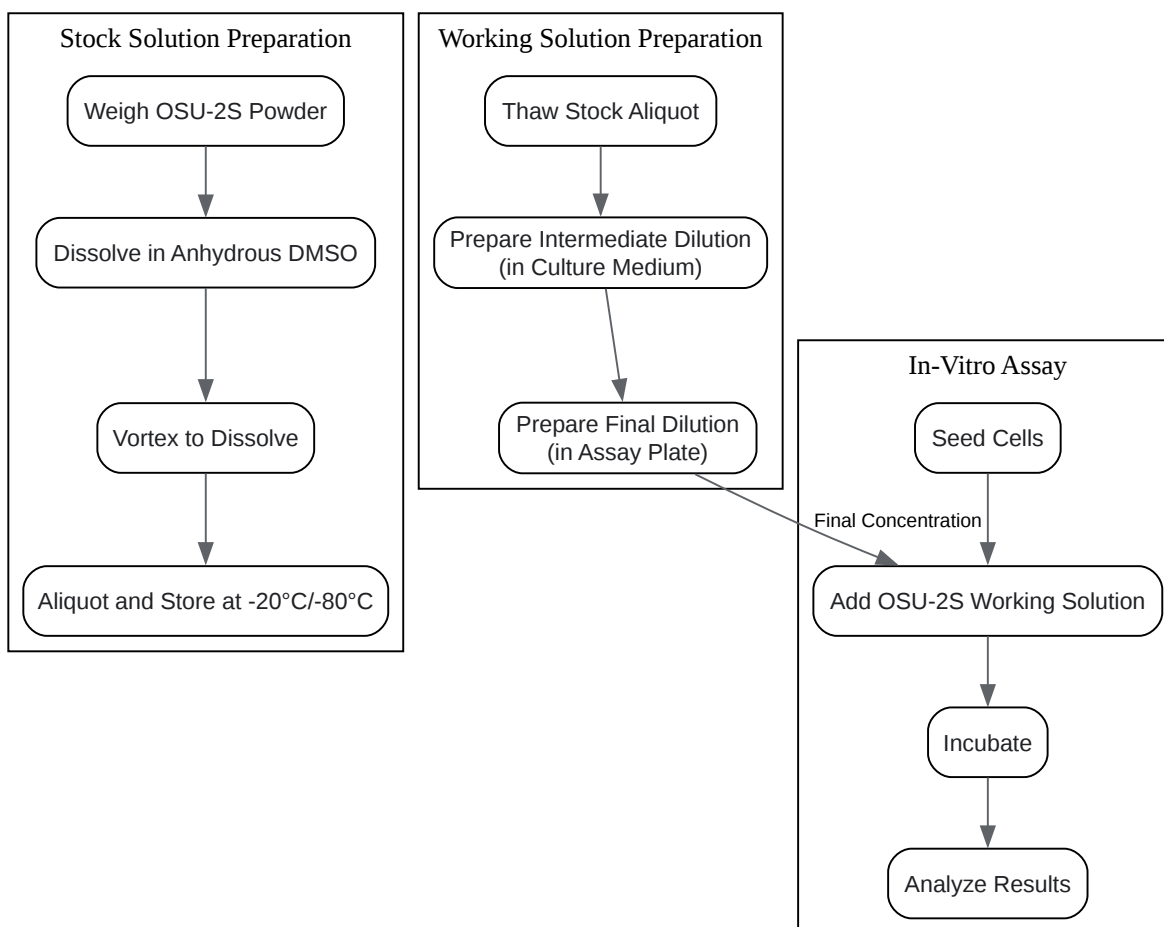 Stock Solution Preparation
Weigh OSU-2S Powder
Dissolve in Anhydrous DMSO
Vortex to Dissolve
Aliquot and Store at -20°C/-80°C
Working Solution Preparation
Thaw Stock Aliquot
Prepare Intermediate Dilution
(in Culture Medium)
Prepare Final Dilution
(in Assay Plate)
Final Concentration
In-Vitro Assay
Seed Cells
Add OSU-2S Working Solution
Incubate
Analyze Results